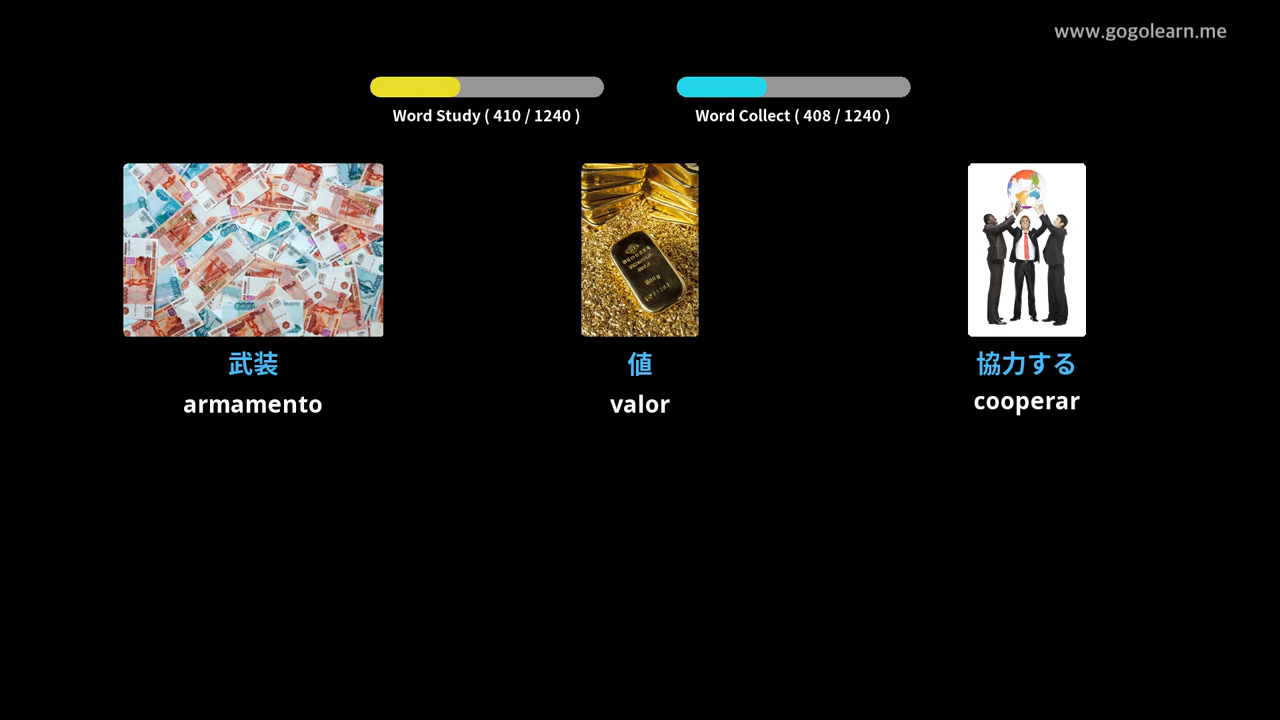 www.gogolearn.me
Word Study ( 410 / 1240 )
Word Collect ( 408 / 1240 )
武装
値
協力する
armamento
valor
cooperar